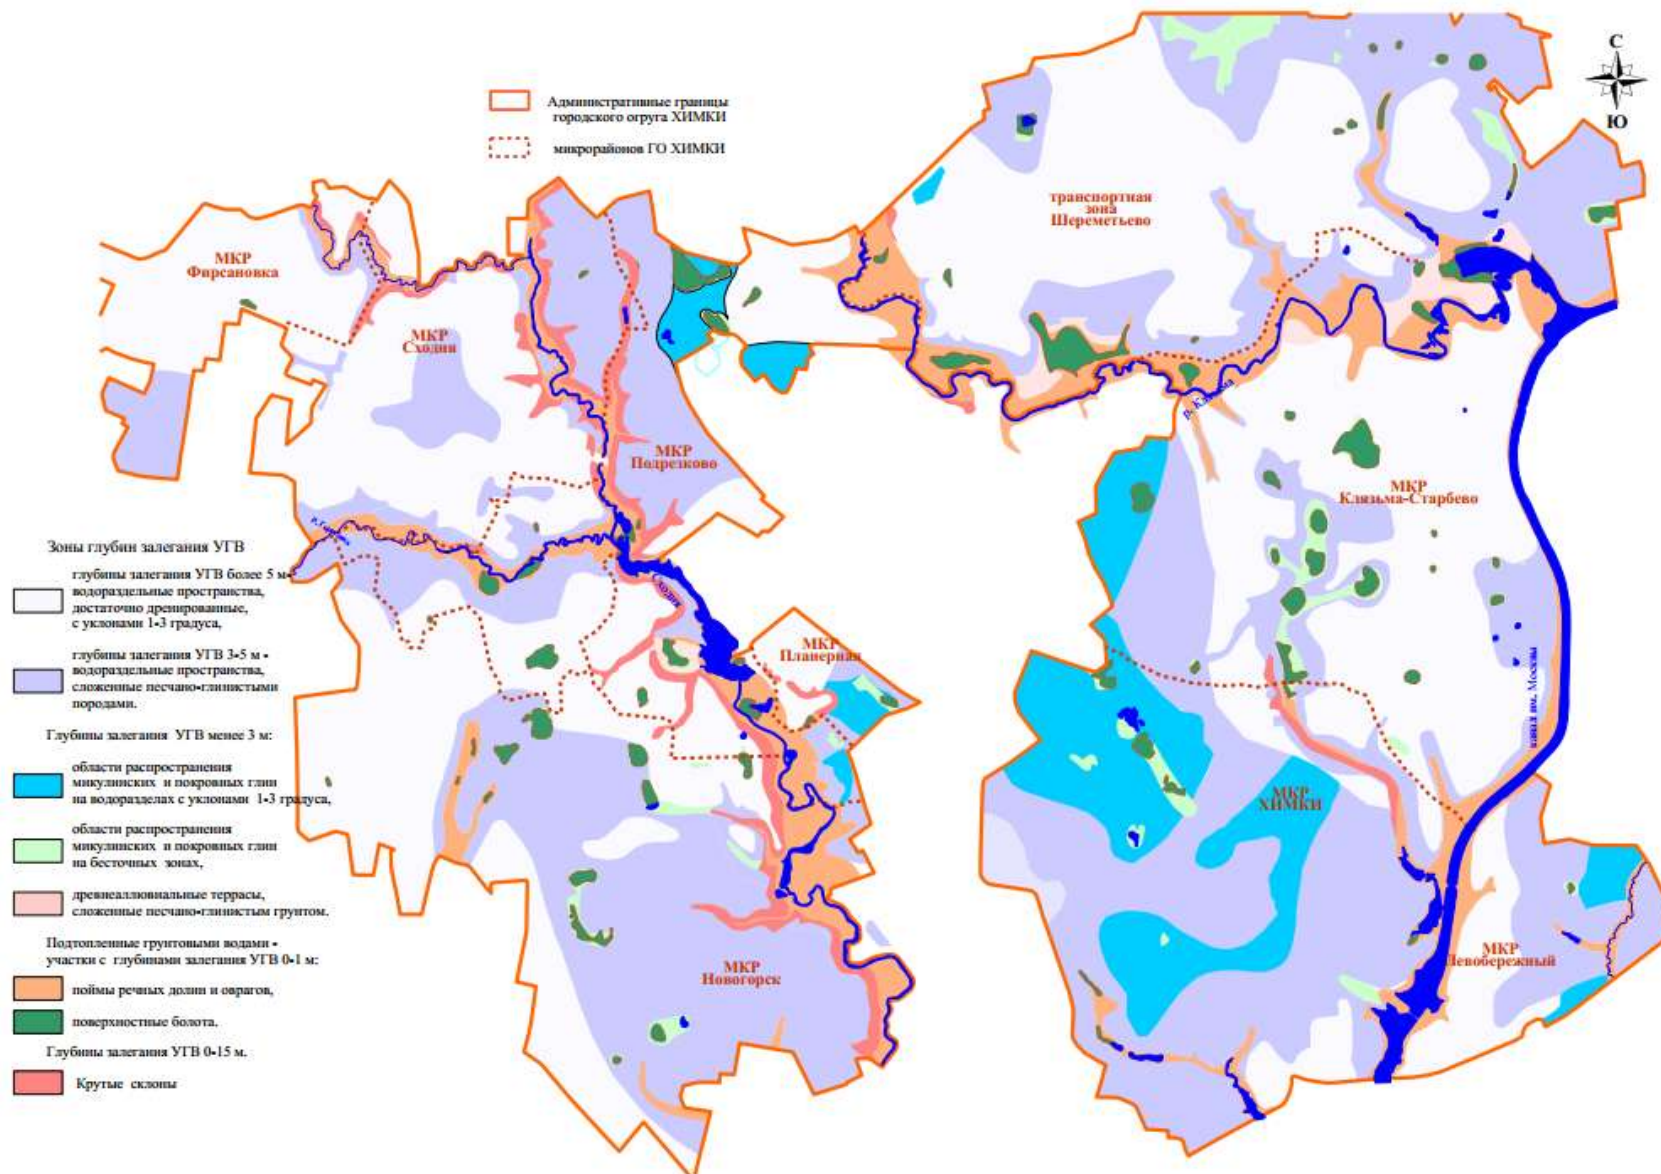 С
Ю
Административные границы
городского огруга ХИМКИ
микрорайонов ГО ХИМКИ
транспортная
зона
Шереметьево
МКР
Фирсановка
МКР
Сходня
р. Клязьма
МКР
Подрезково
МКР
Клязьма-Старбево
Сходня
МКР
Планерная
канал им. Москвы
МКР
ХИМКИ
МКР
Левобережный
МКР
Новогорск
Зоны глубин залегания УГВ
глубины залегания УГВ более 5 м-
водораздельные пространства,
достаточно дренированные,
с уклонами 1-3 градуса,
глубины залегания УГВ 3-5 м -
водораздельные пространства,
сложенные песчано-глинистыми
породами.
Глубины залегания УГВ менее 3 м:
области распространения
микулинских и покровных глин
на водоразделах с уклонами 1-3 градуса,
области распространения
микулинских и покровных глин
на бесточных зонах,
древнеаллювиальные террасы,
сложенные песчано-глинистым грунтом.
Подтопленные грунтовыми водами -
участки с глубинами залегания УГВ 0-1 м:
поймы речных долин и оврагов,
поверхностные болота.
Глубины залегания УГВ 0-15 м.
Крутые склоны